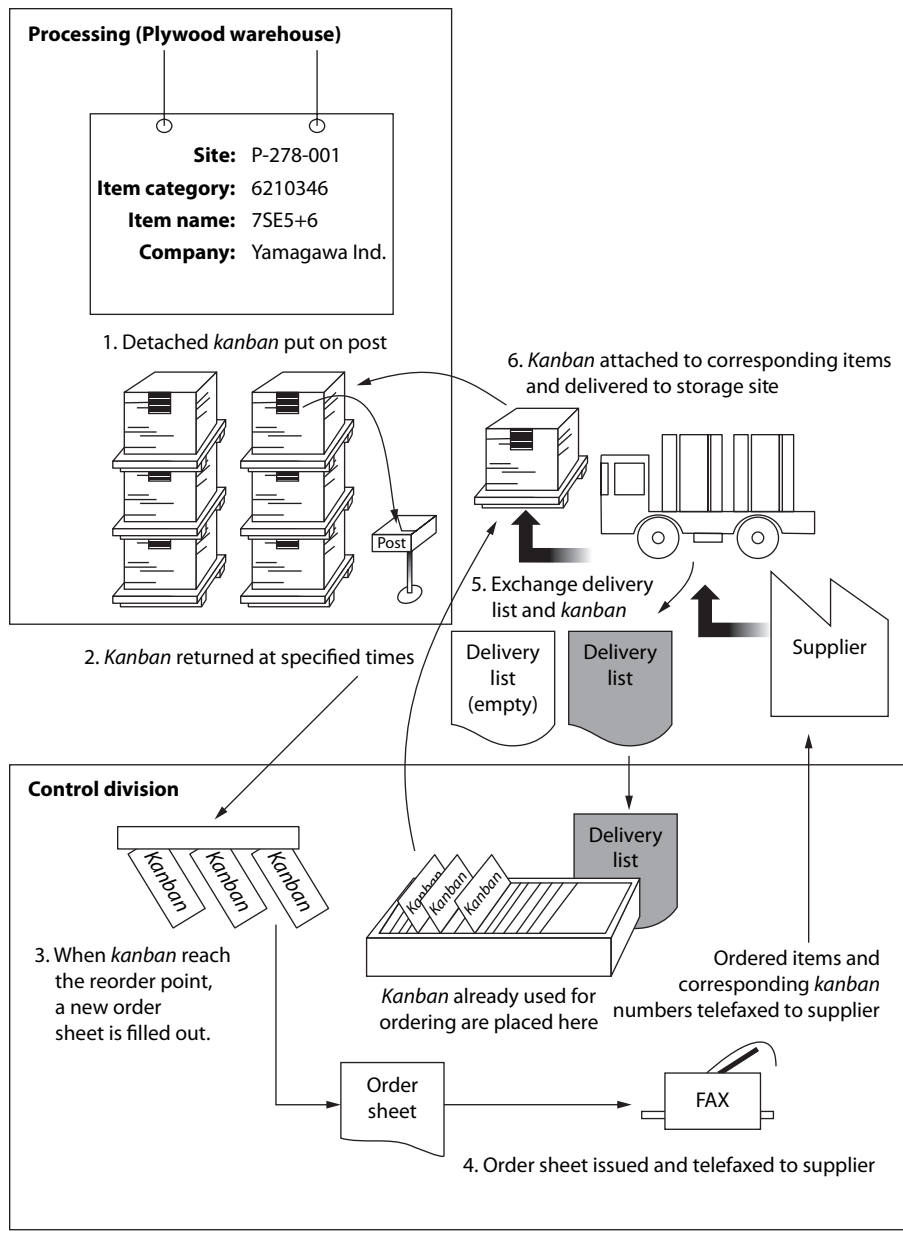 Processing (Plywood warehouse)
Site: P-278-001
Item category: 6210346
Item name: 7SE5+6
Company: Yamagawa Ind.
1. Detached kanban put on post
Post
6. Kanban attached to corresponding items
and delivered to storage site
5. Exchange delivery
list and kanban
2. Kanban returned at specified times
Delivery
list
(empty)
Delivery
list
Supplier
Control division
Kanban
Kanban
Kanban
3. When kanban reach
the reorder point,
a new order
sheet is filled out.
Kanban
Kanban
Kanban
Delivery
list
Kanban already used for
ordering are placed here
Ordered items and
corresponding kanban
numbers telefaxed to supplier
Order
sheet
FAX
4. Order sheet issued and telefaxed to supplier